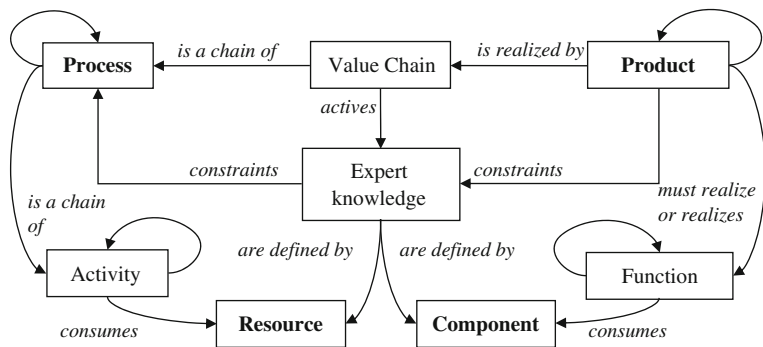 is a chain of
is realized by
Process
Value Chain
Product
actives
constraints
Expert
knowledge
constraints
is a chain
of
must realize
or realizes
are defined by
are defined by
Activity
Function
Resource
Component
consumes
consumes